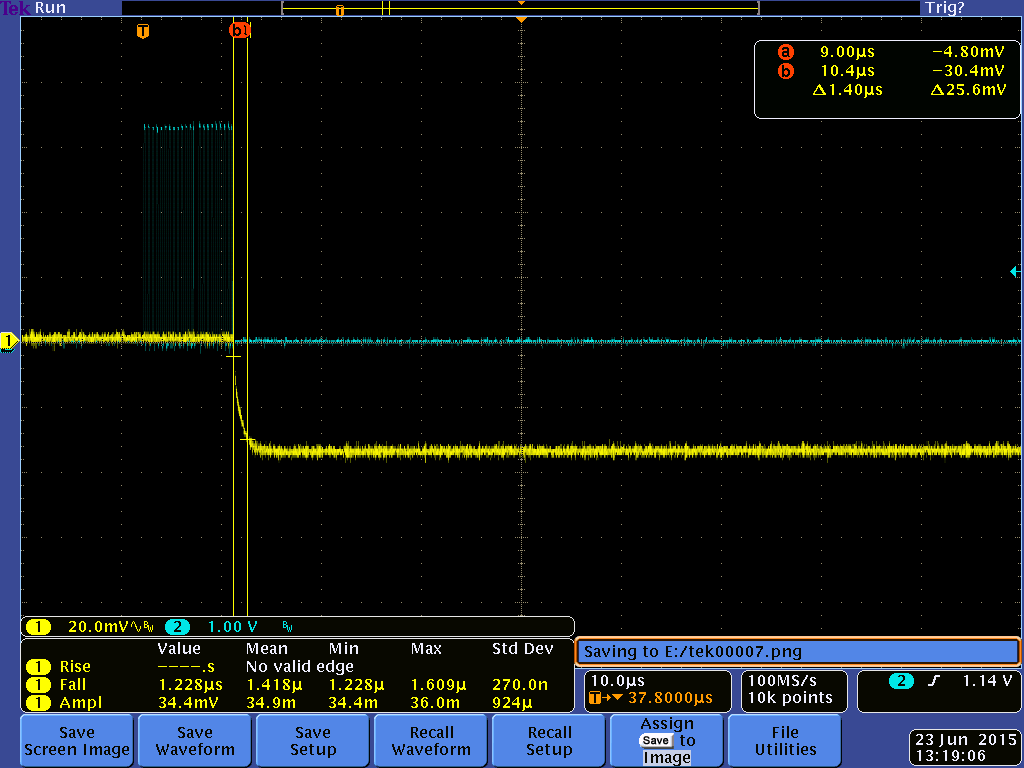 Tek Run Trig?
T
T
b
a 9.00µs −4.80mV
b 10.4µs −30.4mV
Δ1.40µs Δ25.6mV
1
1 20.0mV∿BW 2 1.00 V BW
Value Mean Min Max Std Dev
1 Rise ----.s No valid edge
1 Fall 1.228µs 1.418µ 1.228µ 1.609µ 270.0n
1 Ampl 34.4mV 34.9m 34.4m 36.0m 924µ
Saving to E:/tek00007.png
10.0µs
T→▼ 37.8000µs
100MS/s
10k points
2 1.14 V
Save
Screen Image
Save
Waveform
Save
Setup
Recall
Waveform
Recall
Setup
Assign
Save to
Image
File
Utilities
23 Jun 2015
13:19:06